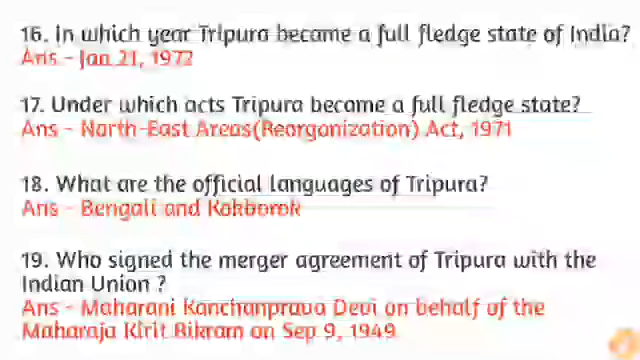 16. In which year Tripura became a full fledge state of India?
Ans - Jan 21, 1972
17. Under which acts Tripura became a full fledge state?
Ans - North-East Areas(Reorganization) Act, 1971
18. What are the official languages of Tripura?
Ans - Bengali and Kokborok
19. Who signed the merger agreement of Tripura with the
Indian Union ?
Ans - Maharani Kanchanprava Devi on behalf of the
Maharaja Kirit Bikram on Sep 9, 1949